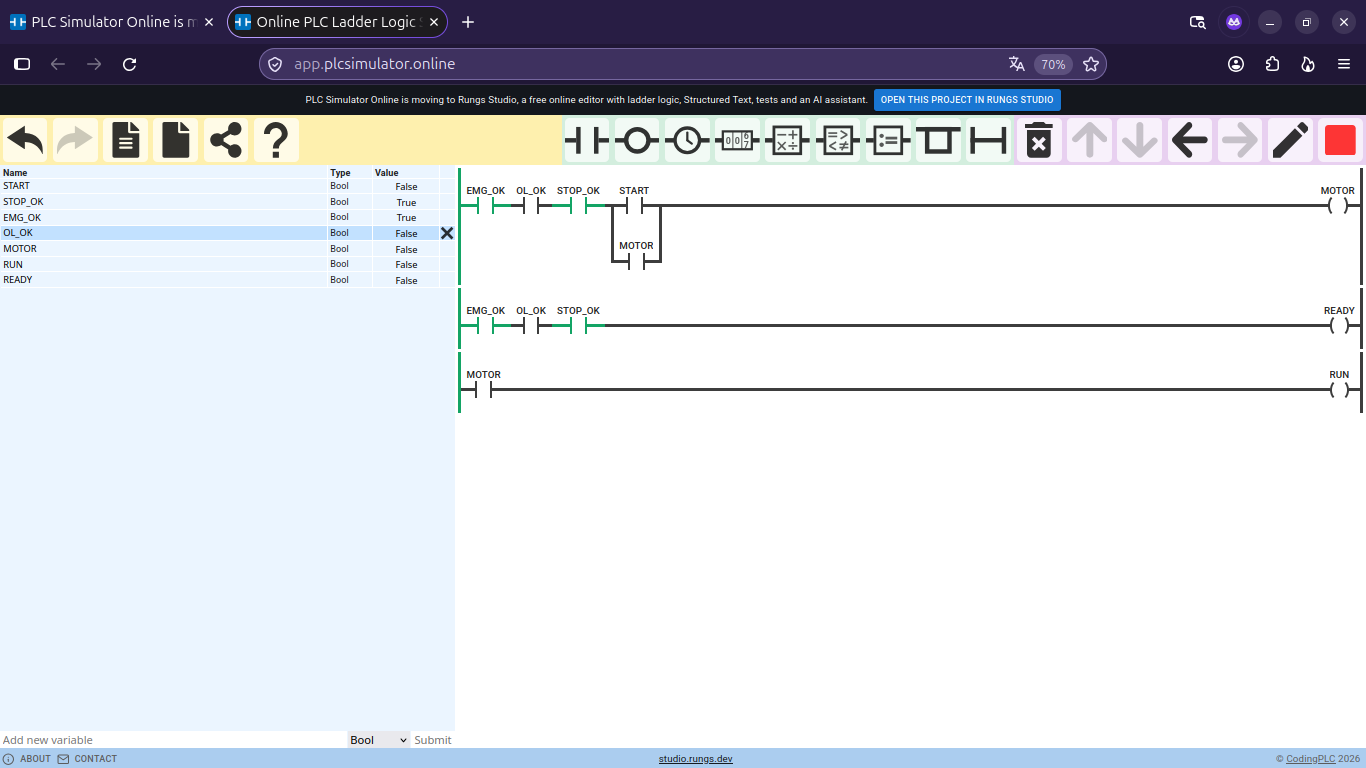 PLC Simulator Online is m
Online PLC Ladder Logic
app.plcsimulator.online
70%
PLC Simulator Online is moving to Rungs Studio, a free online editor with ladder logic, Structured Text, tests and an AI assistant.
OPEN THIS PROJECT IN RUNGS STUDIO
Name Type Value
START Bool False
STOP_OK Bool True
EMG_OK Bool True
OL_OK Bool False
MOTOR Bool False
RUN Bool False
READY Bool False
EMG_OK OL_OK STOP_OK START MOTOR
MOTOR
EMG_OK OL_OK STOP_OK READY
MOTOR RUN
Add new variable Bool Submit
ABOUT CONTACT studio.rungs.dev © CodingPLC 2026